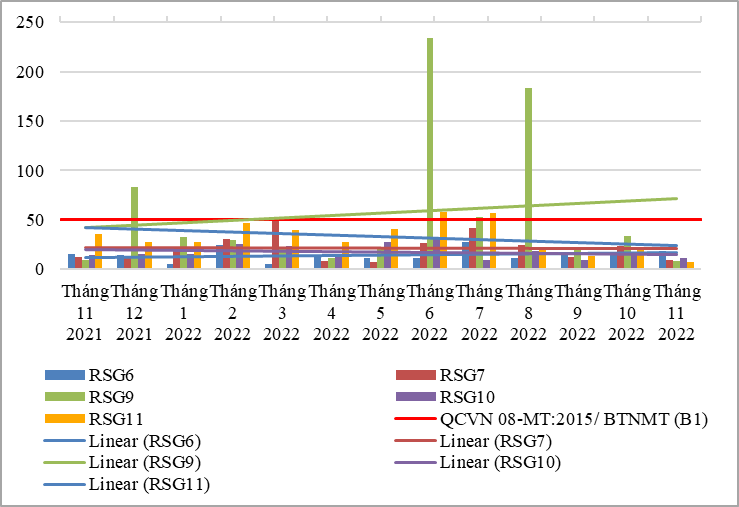 250
200
150
100
50
0
Tháng Tháng Tháng Tháng Tháng Tháng Tháng Tháng Tháng Tháng Tháng Tháng Tháng
11 12 1 2 3 4 5 6 7 8 9 10 11
2021 2021 2022 2022 2022 2022 2022 2022 2022 2022 2022 2022 2022
RSG6 RSG7
RSG9 RSG10
RSG11 QCVN 08-MT:2015/ BTNMT (B1)
Linear (RSG6) Linear (RSG7)
Linear (RSG9) Linear (RSG10)
Linear (RSG11)